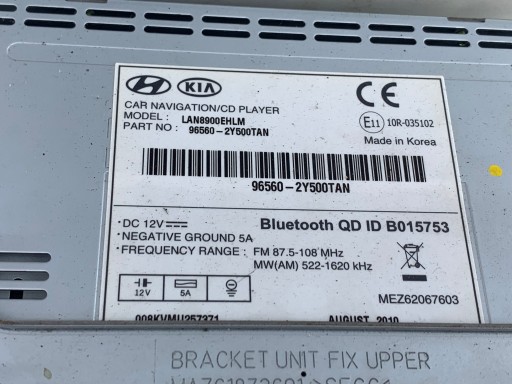 KIA
CE
CAR NAVIGATION/CD PLAYER
MODEL : LAN8900EHLM
PART NO : 96560-2Y500TAN
E11 10R-035102
Made in Korea
96560-2Y500TAN
•DC 12V
Bluetooth QD ID B015753
•NEGATIVE GROUND 5A
•FREQUENCY RANGE : FM 87.5-108 MHz
MW(AM) 522-1620 kHz
12V
5A
MEZ62067603
008KVMU257371
AUGUST, 2010
BRACKET UNIT FIX UPPER